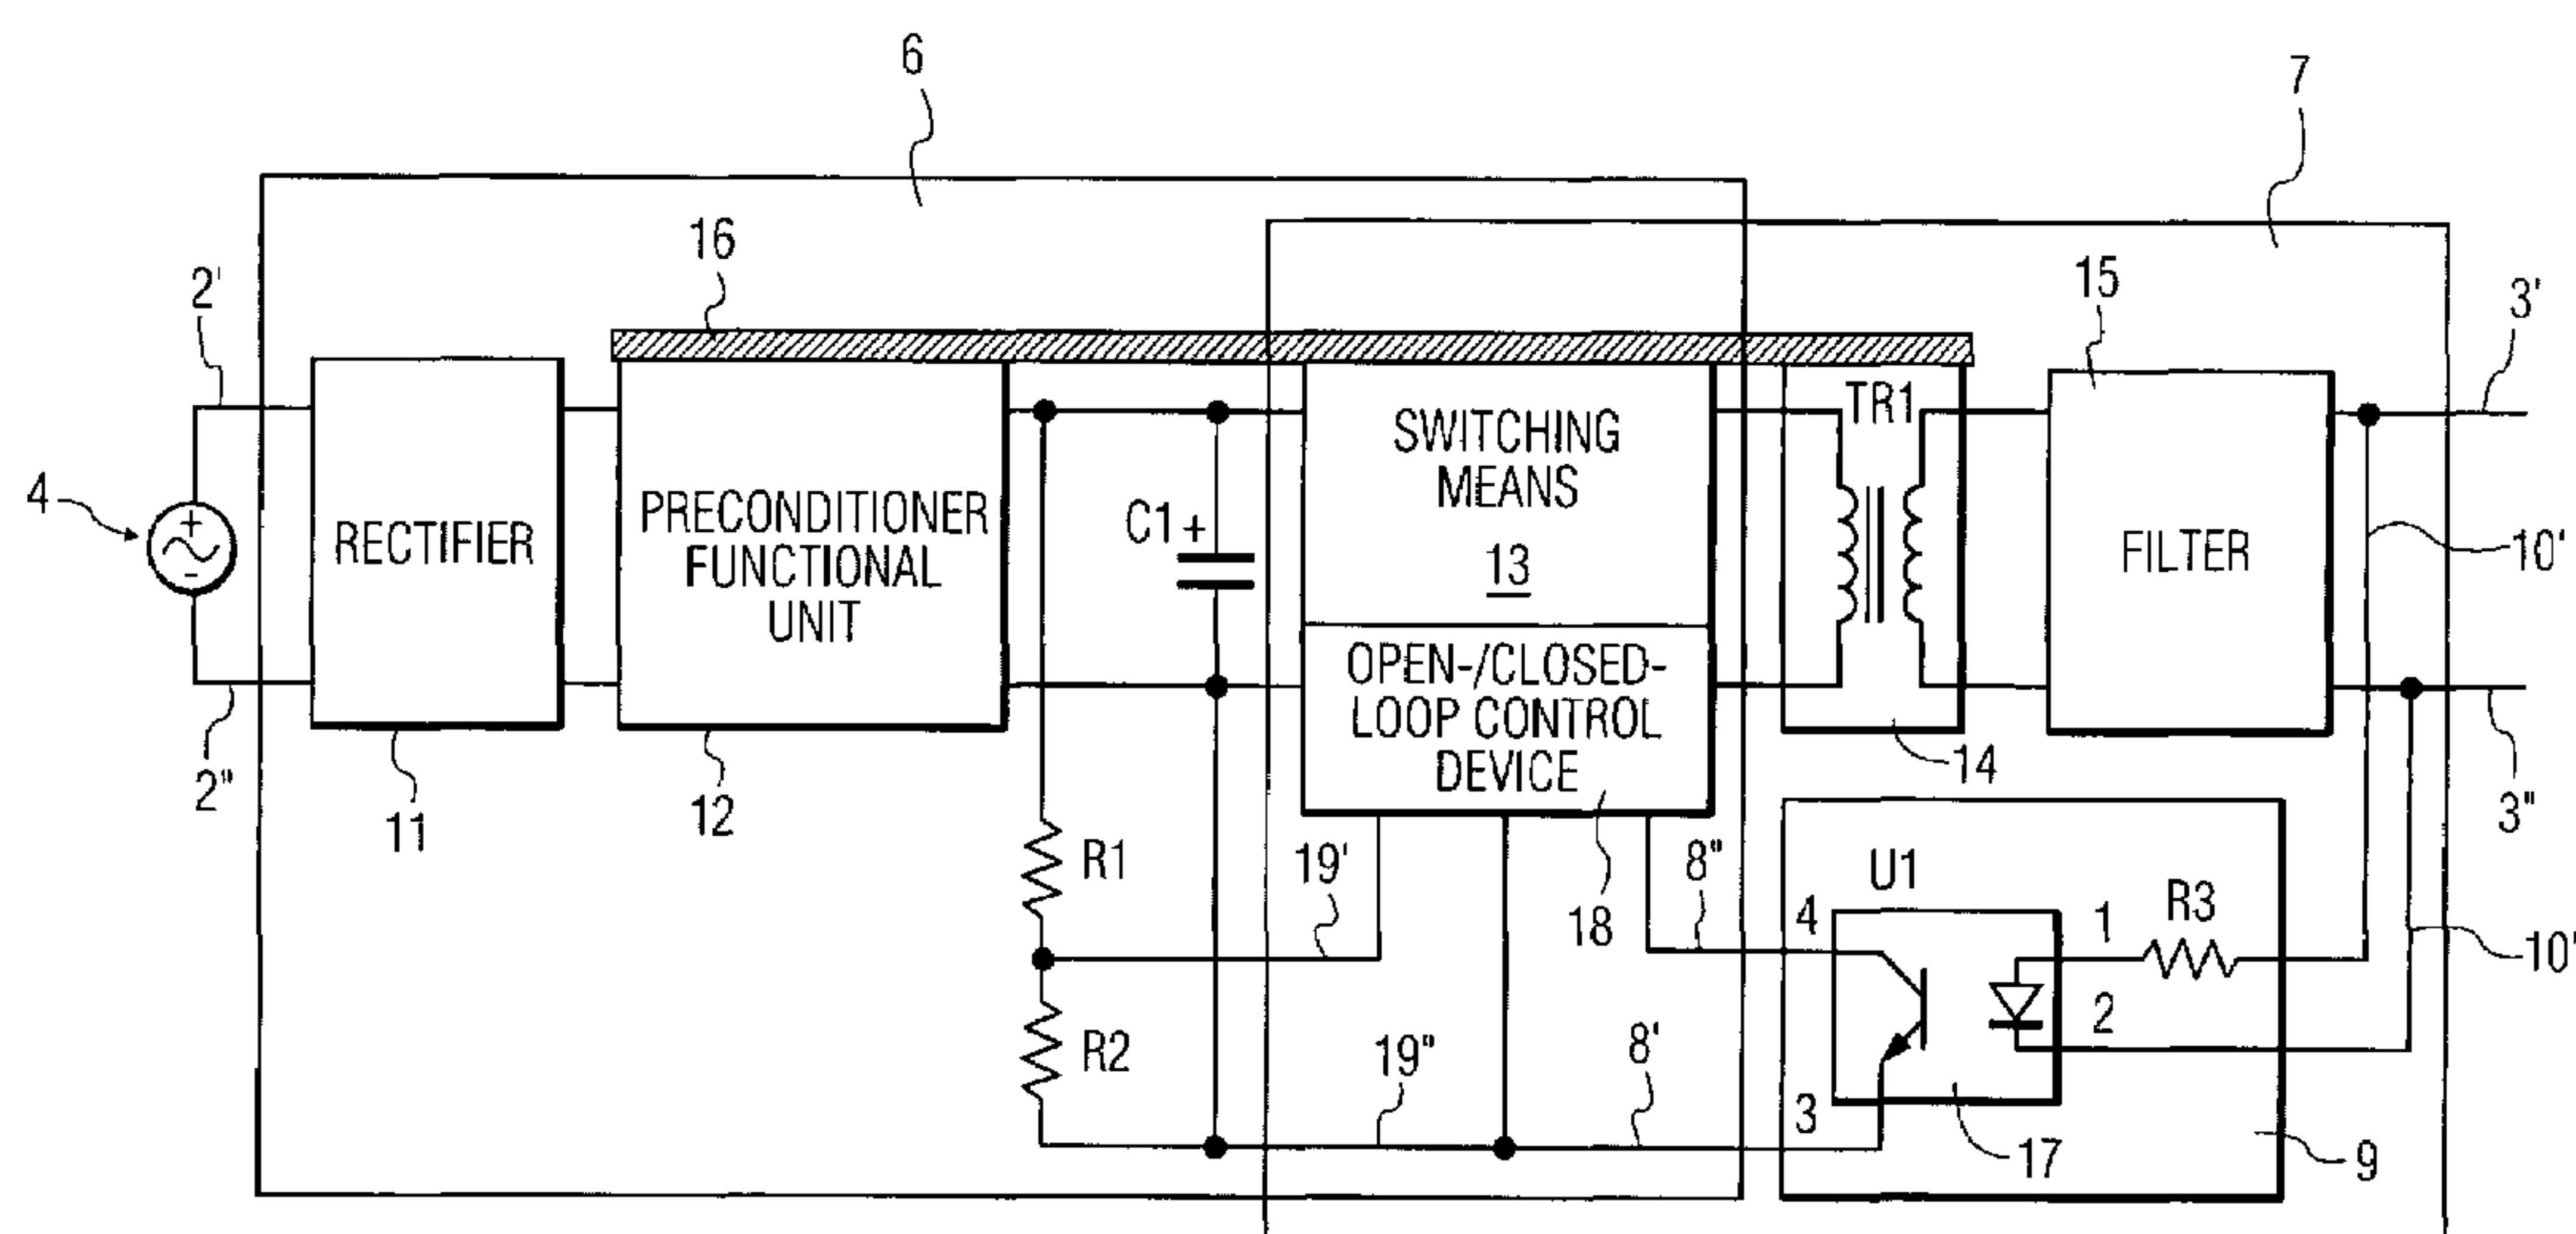 6
7
16
2'
15
3'
4
+
-
RECTIFIER
PRECONDITIONER
FUNCTIONAL
UNIT
C1+
SWITCHING
MEANS
13
TR1
FILTER
10'
OPEN-/CLOSED-
LOOP CONTROL
DEVICE
2"
11
12
14
3"
R1
19'
18
8"
U1
4
1
R3
2
10'
R2
19"
8'
3
17
9